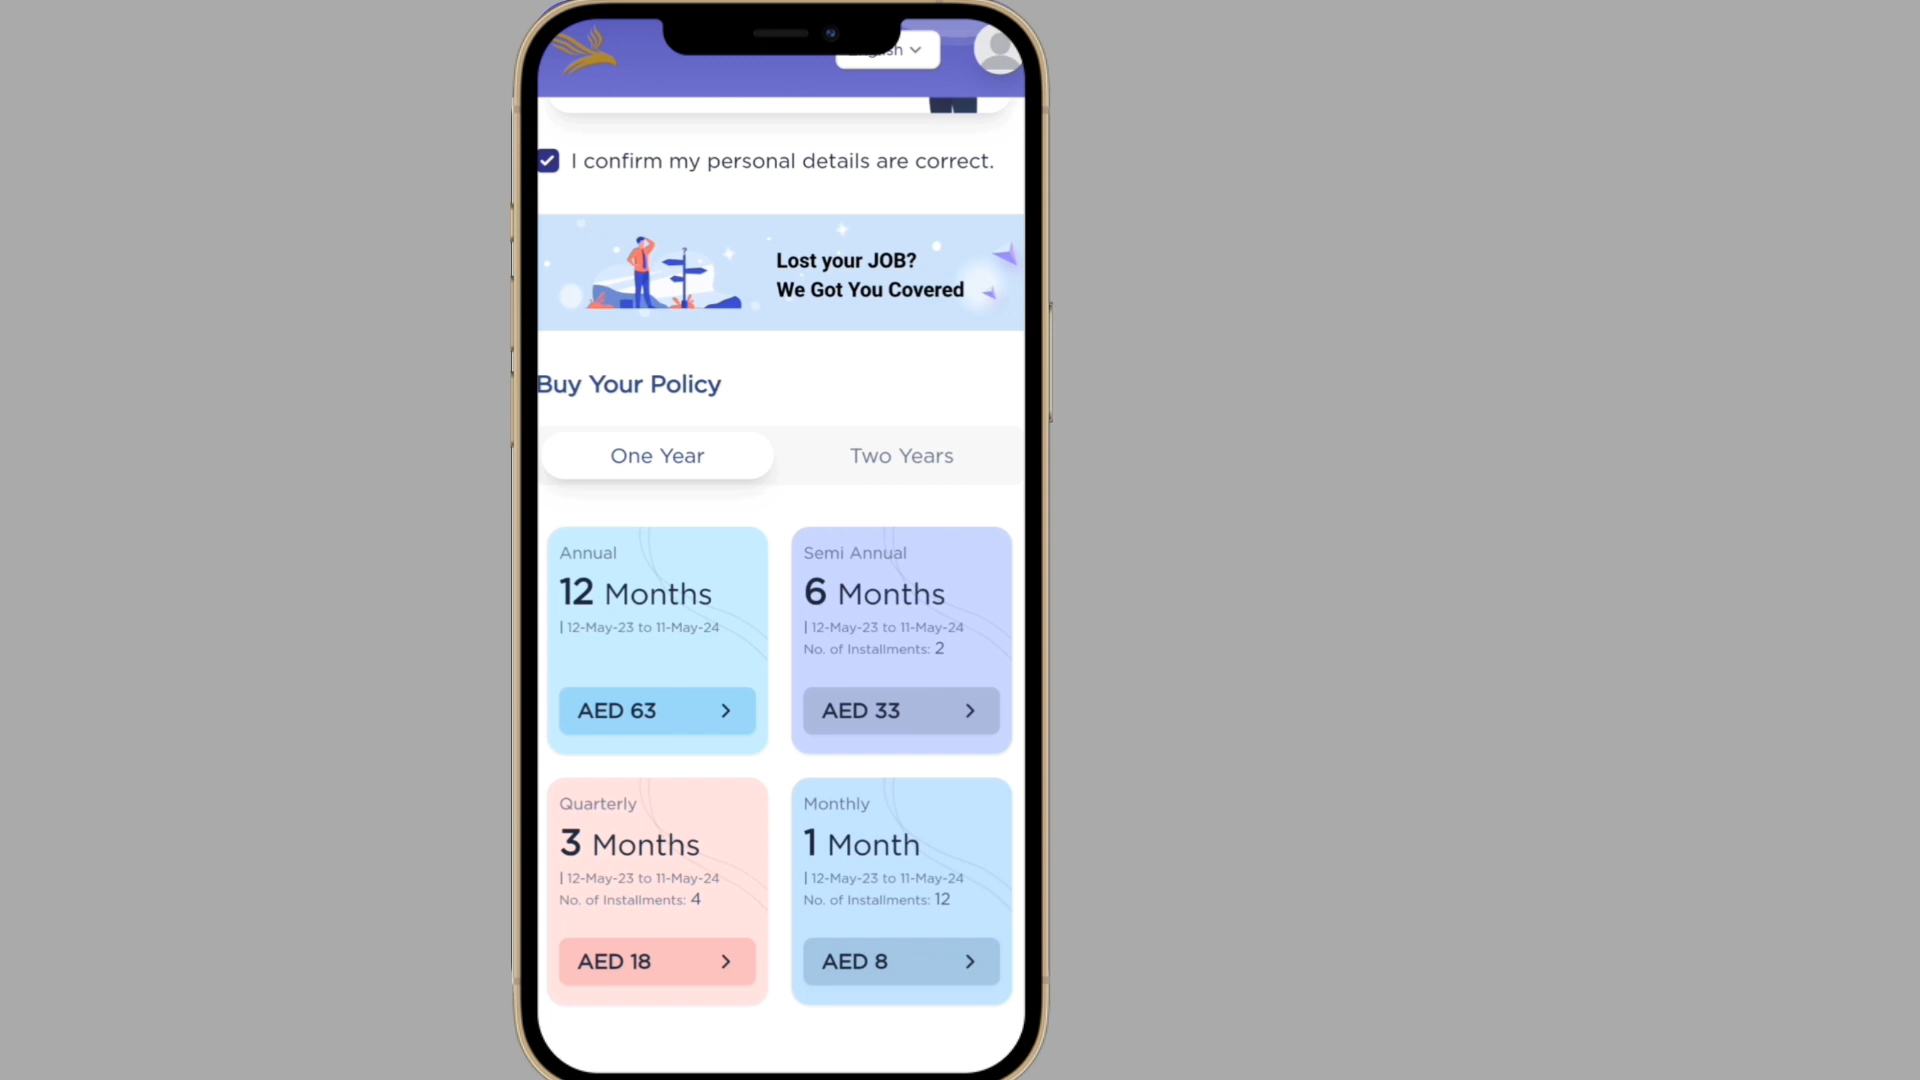 I confirm my personal details are correct.
Lost your JOB?
We Got You Covered
Buy Your Policy
One Year
Two Years
Annual
12 Months
| 12-May-23 to 11-May-24
AED 63
Semi Annual
6 Months
| 12-May-23 to 11-May-24
No. of Installments: 2
AED 33
Quarterly
3 Months
| 12-May-23 to 11-May-24
No. of Installments: 4
AED 18
Monthly
1 Month
| 12-May-23 to 11-May-24
No. of Installments: 12
AED 8